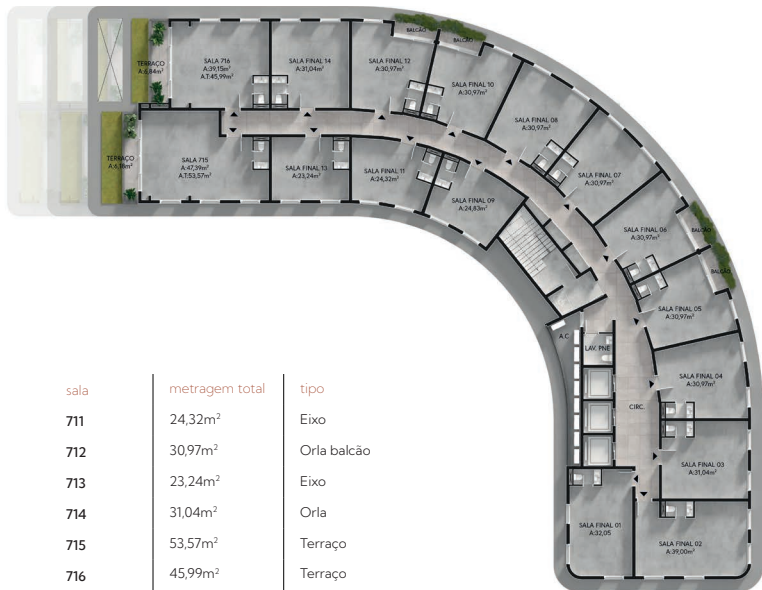 BALCÃO
BALCÃO
TERRAÇO
A:6,84m²
SALA 716
A:39,15m²
A.T:45,99m²
SALA FINAL 14
A:31,04m²
SALA FINAL 12
A:30,97m²
SALA FINAL 10
A:30,97m²
SALA FINAL 08
A:30,97m²
TERRAÇO
A:6,18m²
SALA 715
A:47,39m²
A.T:53,57m²
SALA FINAL 13
A:23,24m²
SALA FINAL 11
A:24,32m²
SALA FINAL 09
A:24,83m²
SALA FINAL 07
A:30,97m²
SALA FINAL 06
A:30,97m²
BALCÃO
BALCÃO
SALA FINAL 05
A:30,97m²
A.C
LAV. PNE
SALA FINAL 04
A:30,97m²
CIRC.
SALA FINAL 03
A:31,04m²
SALA FINAL 01
A:32,05
SALA FINAL 02
A:39,00m²
sala metragem total tipo
711 24,32m² Eixo
712 30,97m² Orla balcão
713 23,24m² Eixo
714 31,04m² Orla
715 53,57m² Terraço
716 45,99m² Terraço